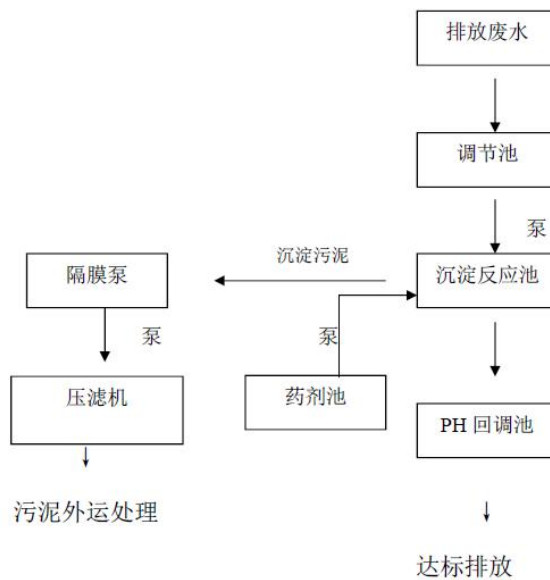 排放废水
调节池
泵
沉淀污泥
隔膜泵
沉淀反应池
泵
泵
压滤机
药剂池
PH 回调池
污泥外运处理
达标排放